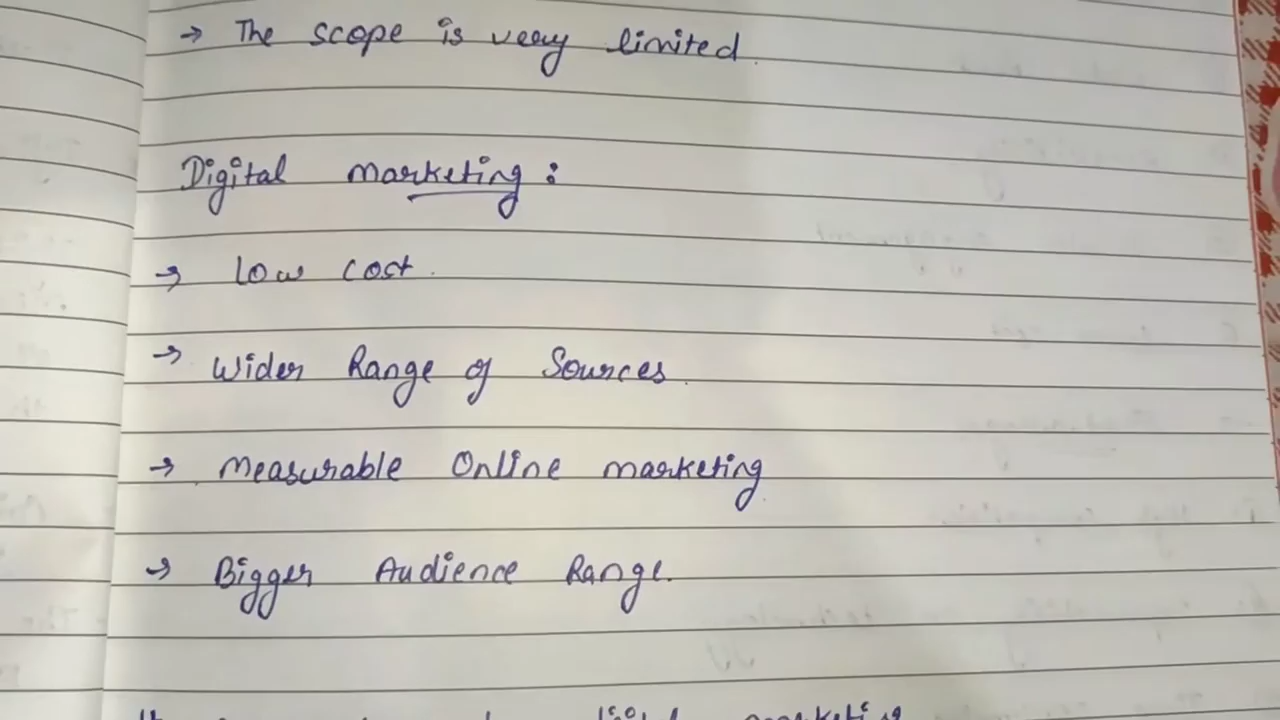 → The scope is very limited.
Digital marketing :
→ Low cost.
→ Wider Range of Sources.
→ Measurable Online marketing
→ Bigger Audience Range.
marketing